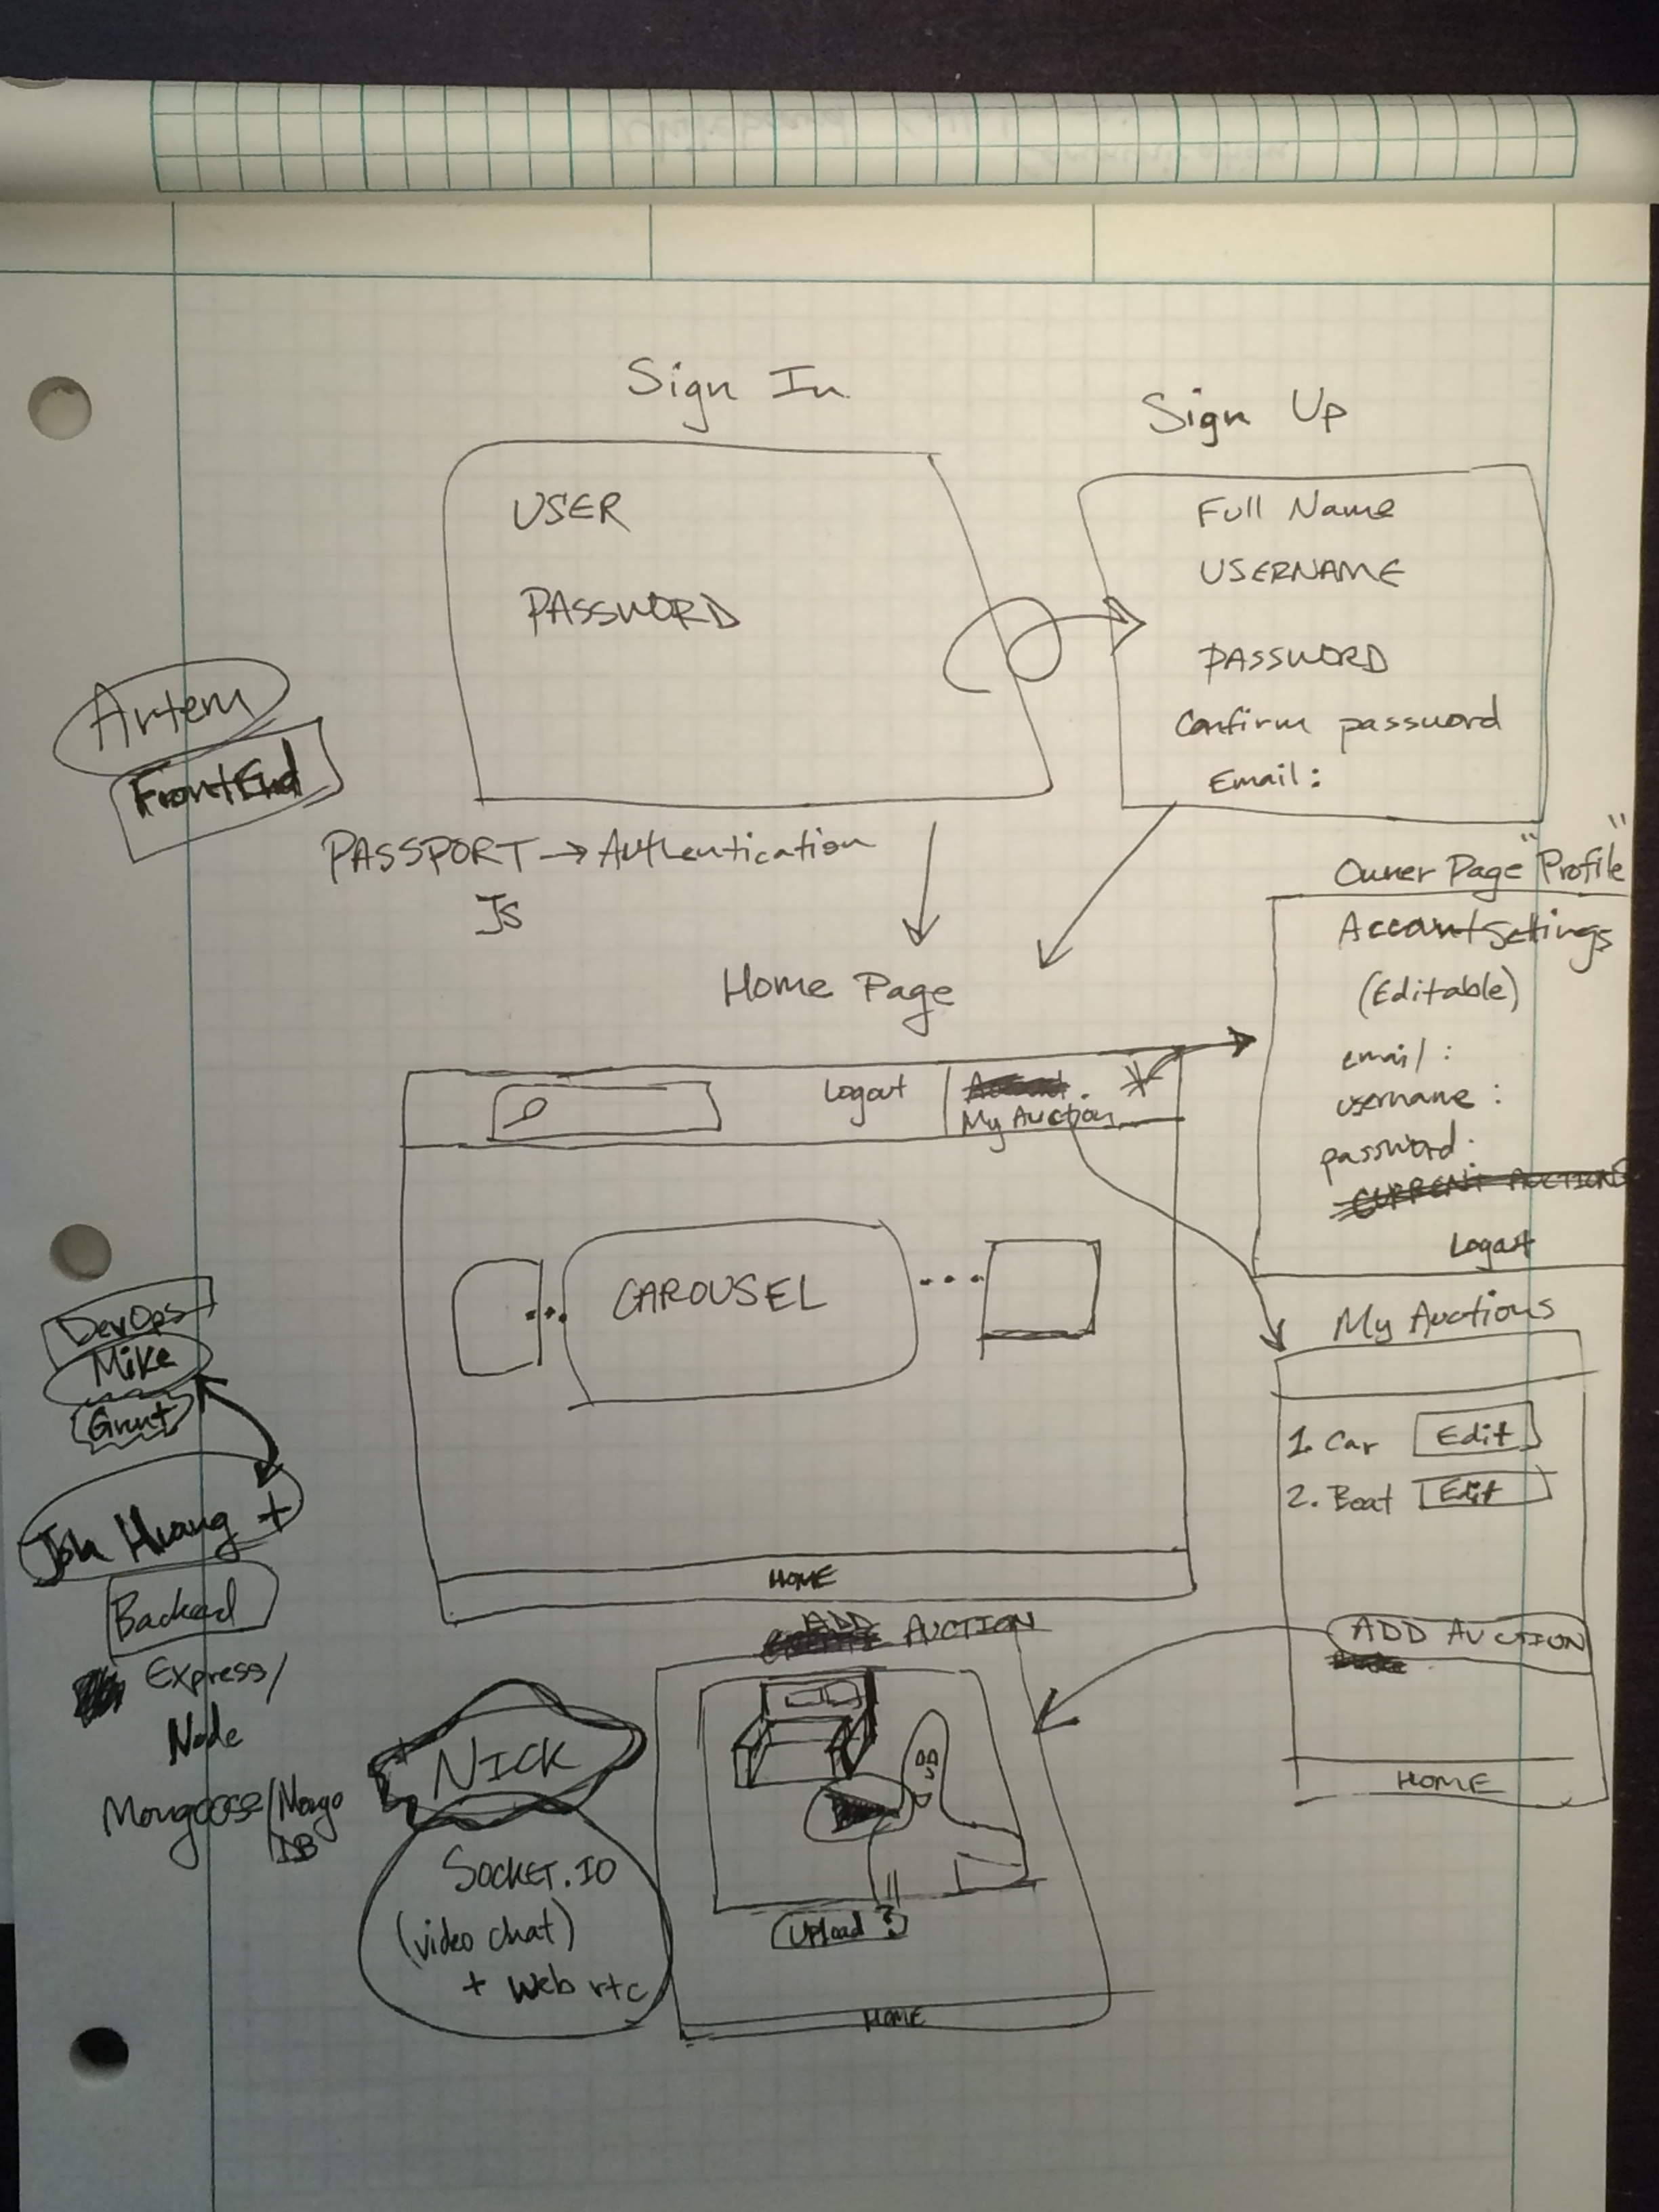 Sign In
USER
PASSWORD
Sign Up
Full Name
USERNAME
PASSWORD
Confirm password
Email:
Artem
FrontEnd
PASSPORT → Authentication
JS
Owner Page "Profile"
Account Settings
(Editable)
email:
username:
password:
CURRENT AUCTIONS
Logout
Home Page
Logout
My Auction
CAROUSEL
HOME
My Auctions
1. Car Edit
2. Boat Edit
ADD AUCTION
HOME
DevOps
Mike
Grunt
Huang +
Backend
Express/
Node
Mongoose/Mongo
DB
NICK
SOCKET.IO
(video chat)
+ Web rtc
ADD
AUCTION
Upload ?
HOME